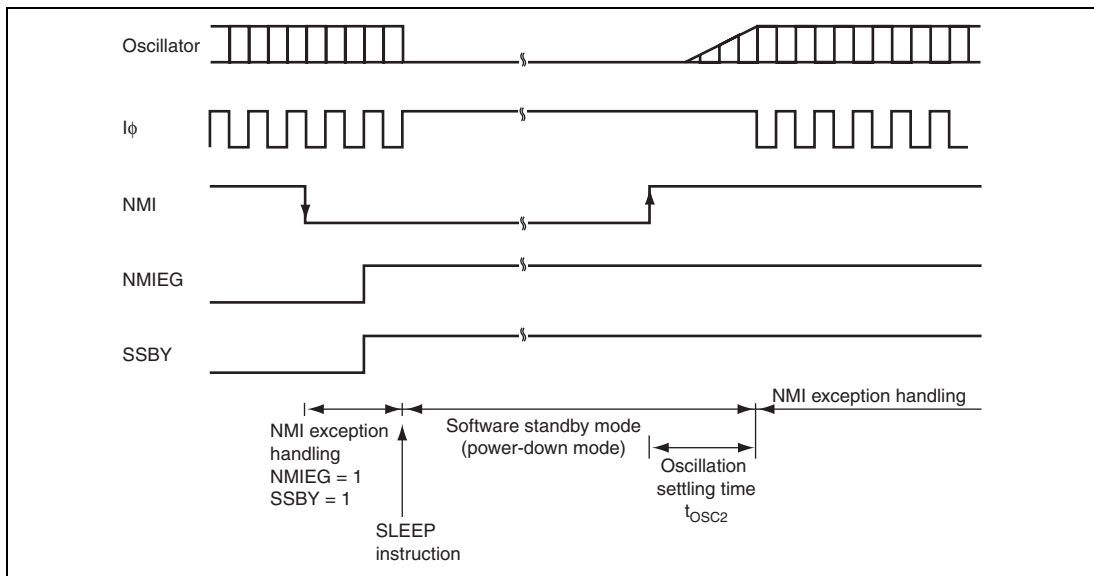 Oscillator
Iϕ
NMI
NMIEG
SSBY
NMI exception
handling
NMIEG = 1
SSBY = 1
SLEEP
instruction
Software standby mode
(power-down mode)
Oscillation
settling time
tOSC2
NMI exception handling